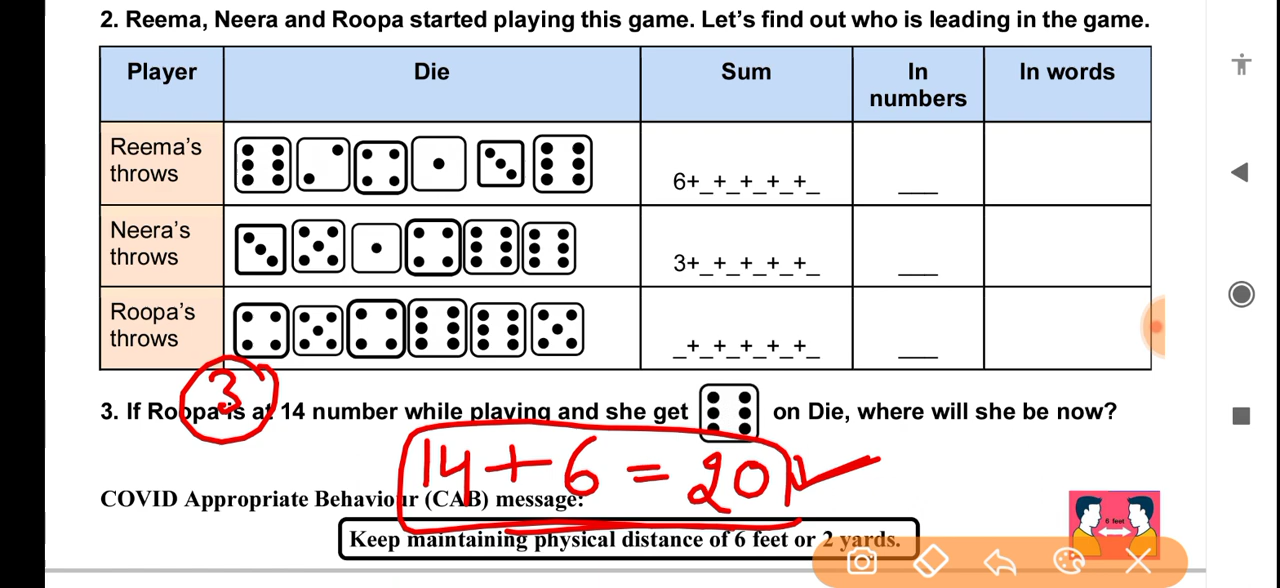 2. Reema, Neera and Roopa started playing this game. Let's find out who is leading in the game.
Player Die Sum In numbers In words
Reema's throws 6+_+_+_+_+_ ___
Neera's throws 3+_+_+_+_+_ ___
Roopa's throws _+_+_+_+_+_ ___
3
3. If Roopa is at 14 number while playing and she get on Die, where will she be now?
14+6=20
COVID Appropriate Behaviour (CAB) message:
6 feet
Keep maintaining physical distance of 6 feet or 2 yards.